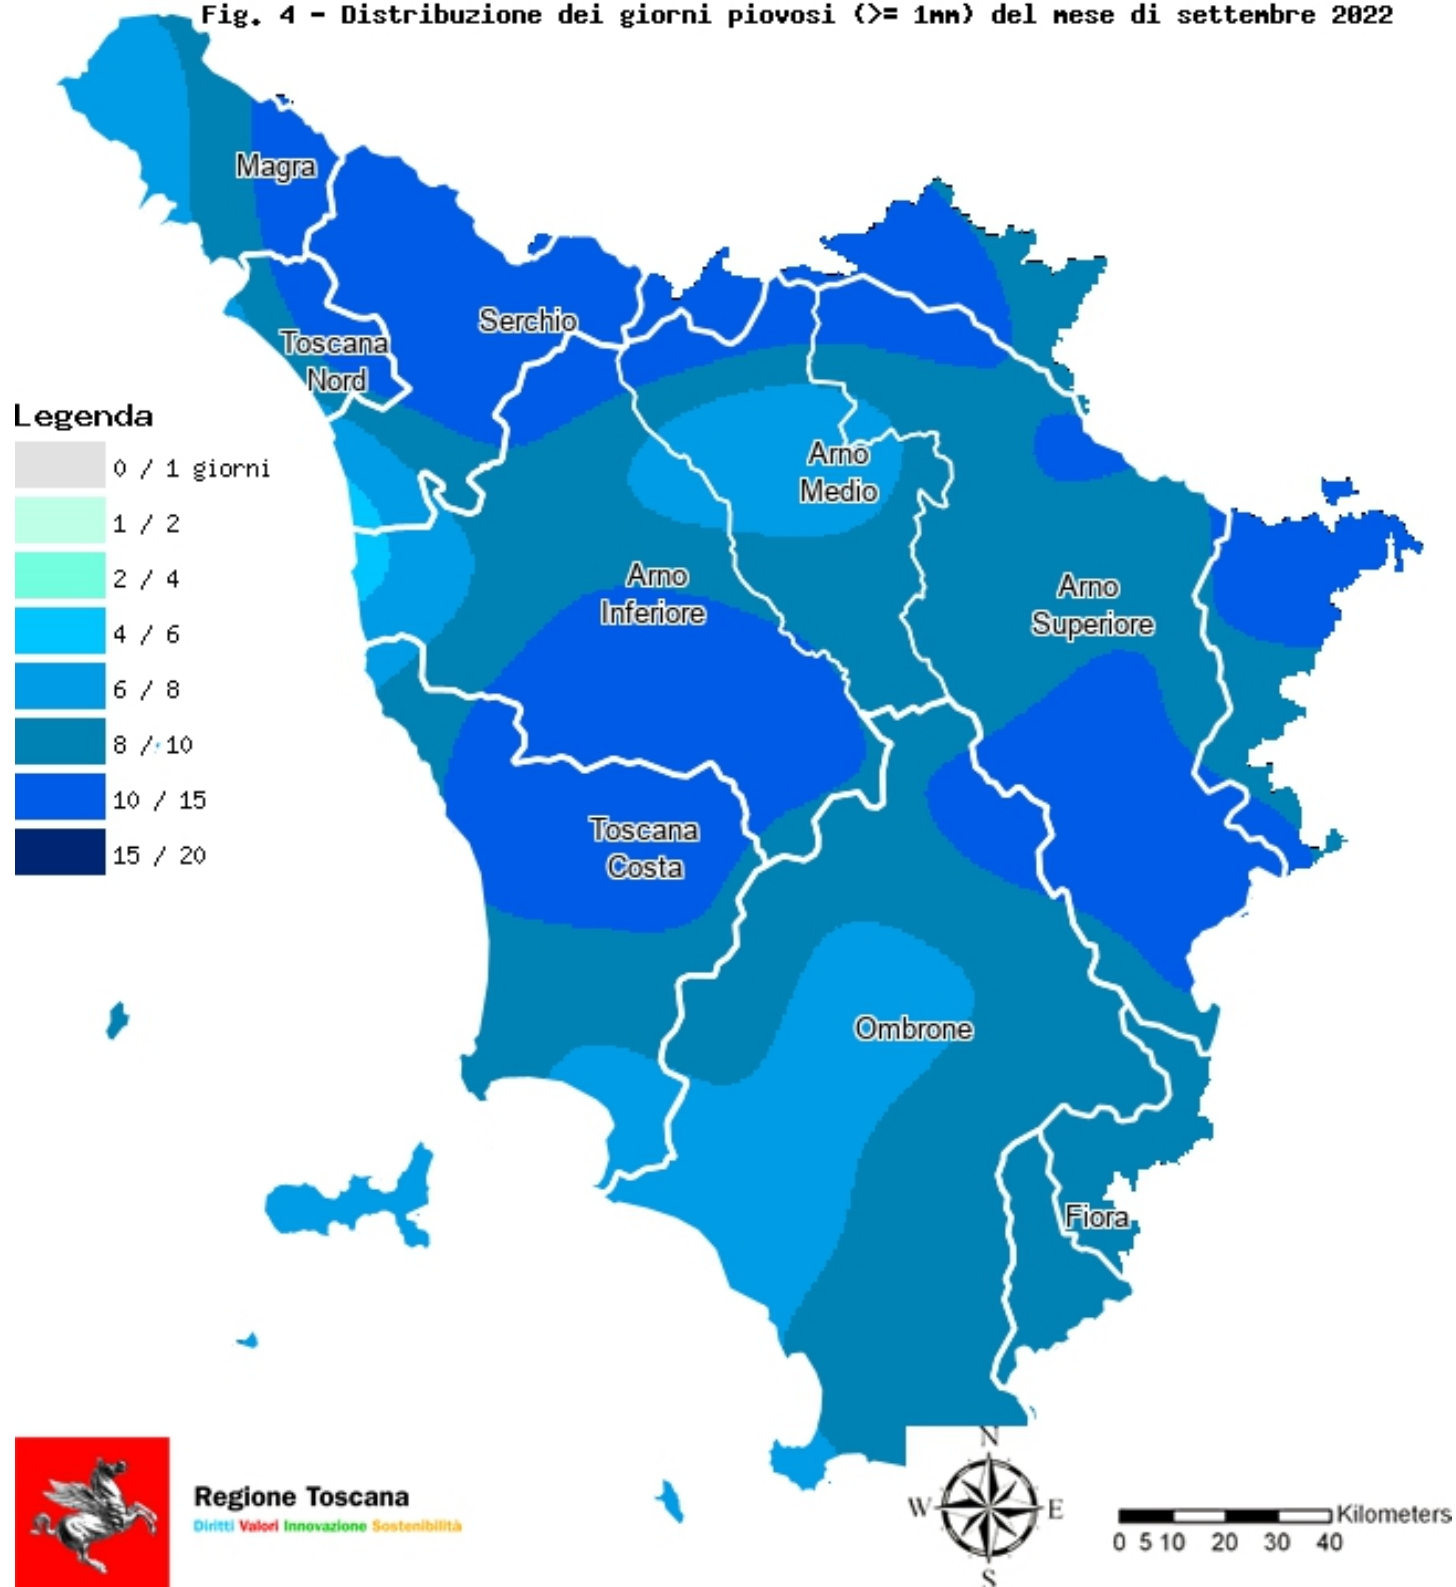 Fig. 4 - Distribuzione dei giorni piovosi (>= 1mm) del mese di settembre 2022
Magra
Serchio
Toscana
Nord
Legenda
0 / 1 giorni
1 / 2
2 / 4
4 / 6
6 / 8
8 / 10
10 / 15
15 / 20
Arno
Medio
Arno
Inferiore
Arno
Superiore
Toscana
Costa
Ombrone
Fiora
Regione Toscana
Diritti Valori Innovazione Sostenibilità
N
W
E
S
Kilometers
0 5 10 20 30 40